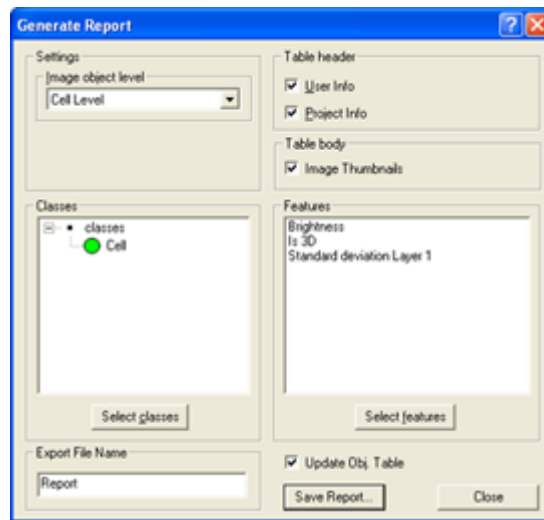 Generate Report
Settings
Image object level
Cell Level
Table header
User Info
Project Info
Table body
Image Thumbnails
Classes
classes
Cell
Select classes
Features
Brightness
Is 3D
Standard deviation Layer 1
Select features
Export File Name
Report
Update Obj. Table
Save Report...
Close